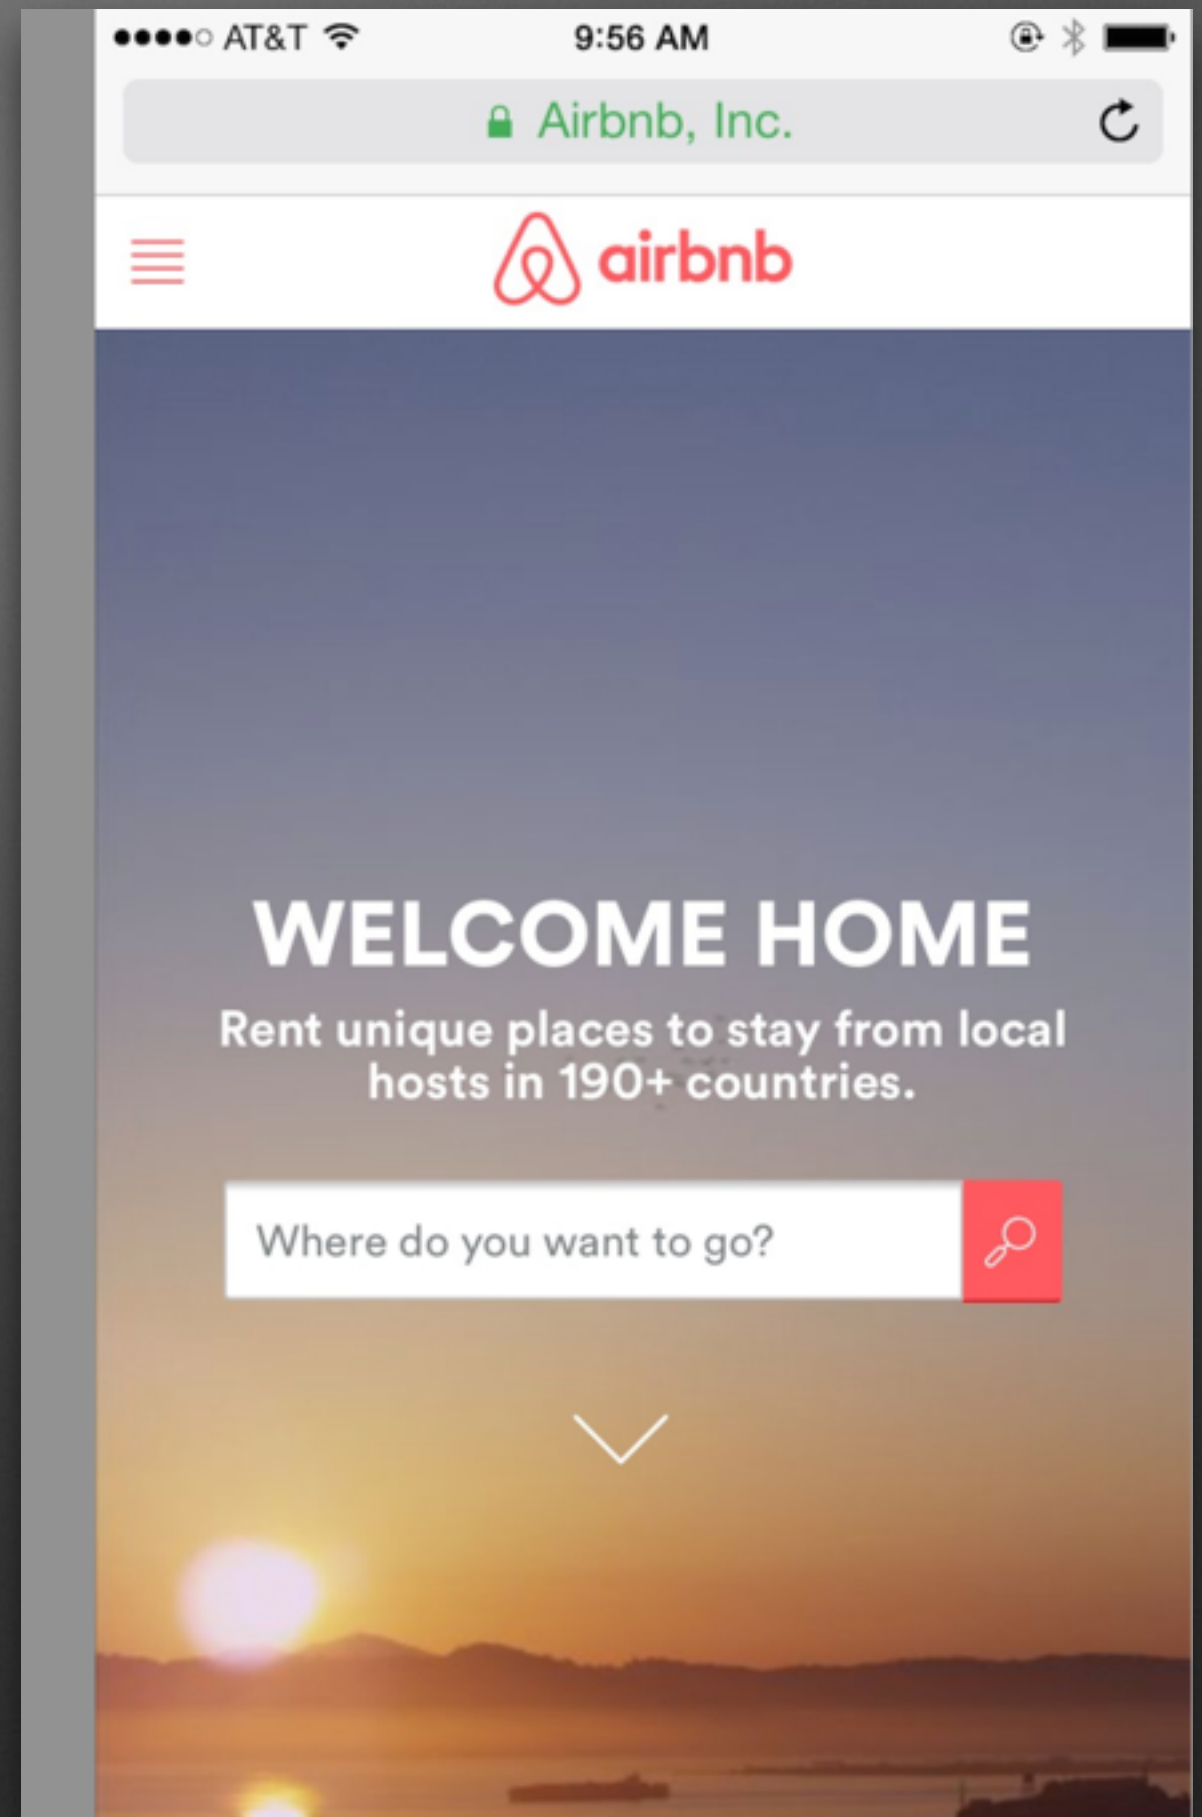 AT&T 9:56 AM
Airbnb, Inc.
airbnb
WELCOME HOME
Rent unique places to stay from local
hosts in 190+ countries.
Where do you want to go?